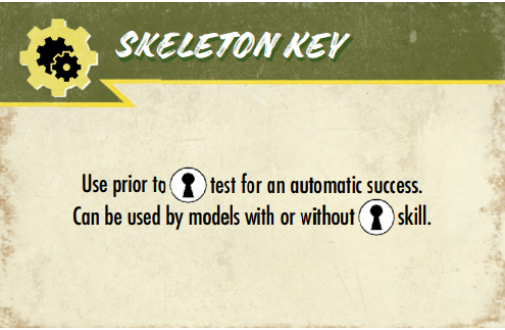 SKELETON KEY
Use prior to test for an automatic success.
Can be used by models with or without skill.